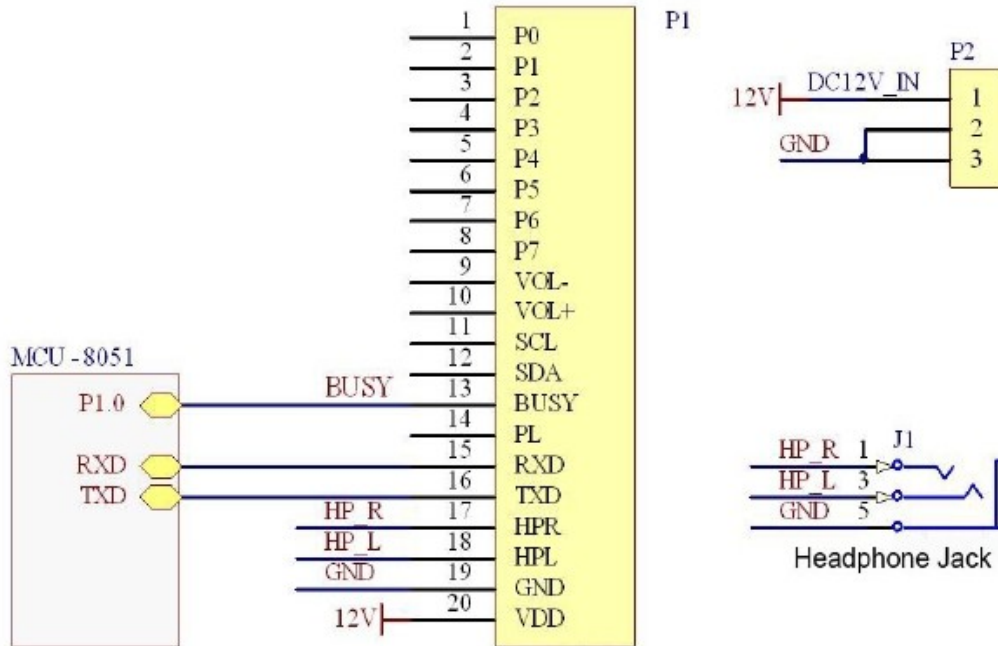 P1
1 P0
2 P1
3 P2
4 P3
5 P4
6 P5
7 P6
8 P7
9 VOL-
10 VOL+
11 SCL
12 SDA
13 BUSY
14 PL
15 RXD
16 TXD
17 HPR
18 HPL
19 GND
20 VDD
MCU - 8051
P1.0
RXD
TXD
BUSY
HP_R
HP_L
GND
12V
P2
12V DC12V_IN 1
2
GND 3
J1
HP_R 1
HP_L 3
GND 5
Headphone Jack